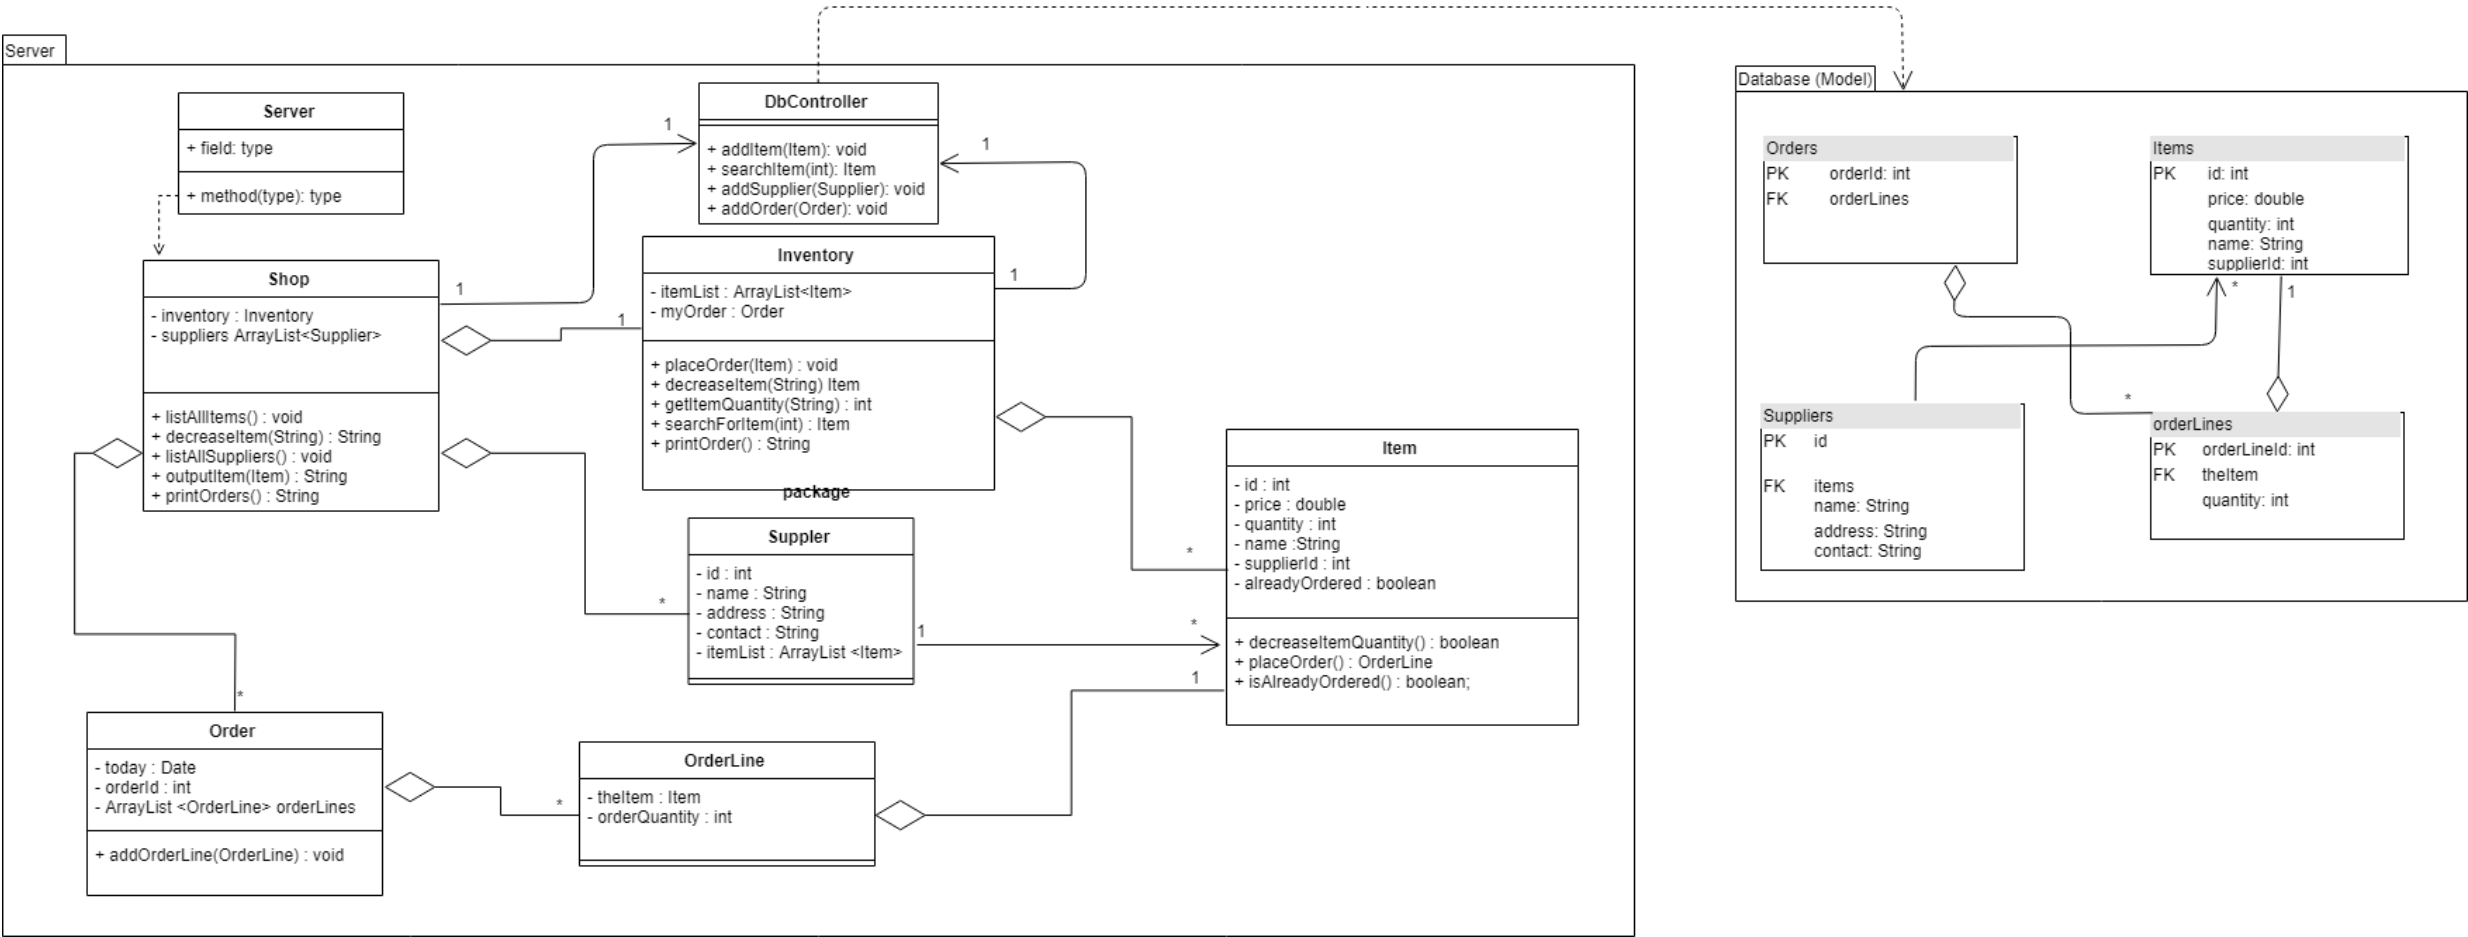 Server
Server
+ field: type
+ method(type): type
DbController
+ addItem(Item): void
+ searchItem(int): Item
+ addSupplier(Supplier): void
+ addOrder(Order): void
1
1
1
1
Shop
- inventory : Inventory
- suppliers ArrayList<Supplier>
+ listAllItems() : void
+ decreaseItem(String) : String
+ listAllSuppliers() : void
+ outputItem(Item) : String
+ printOrders() : String
1
Inventory
- itemList : ArrayList<Item>
- myOrder : Order
+ placeOrder(Item) : void
+ decreaseItem(String) Item
+ getItemQuantity(String) : int
+ searchForItem(int) : Item
+ printOrder() : String
package
Suppler
- id : int
- name : String
- address : String
- contact : String
- itemList : ArrayList <Item>
*
1
*
*
1
Item
- id : int
- price : double
- quantity : int
- name :String
- supplierId : int
- alreadyOrdered : boolean
+ decreaseItemQuantity() : boolean
+ placeOrder() : OrderLine
+ isAlreadyOrdered() : boolean;
*
Order
- today : Date
- orderId : int
- ArrayList <OrderLine> orderLines
+ addOrderLine(OrderLine) : void
*
OrderLine
- theItem : Item
- orderQuantity : int
Database (Model)
Orders
PK orderId: int
FK orderLines
Items
PK id: int
price: double
quantity: int
name: String
supplierId: int
*
1
*
Suppliers
PK id
FK items
name: String
address: String
contact: String
orderLines
PK orderLineId: int
FK theItem
quantity: int